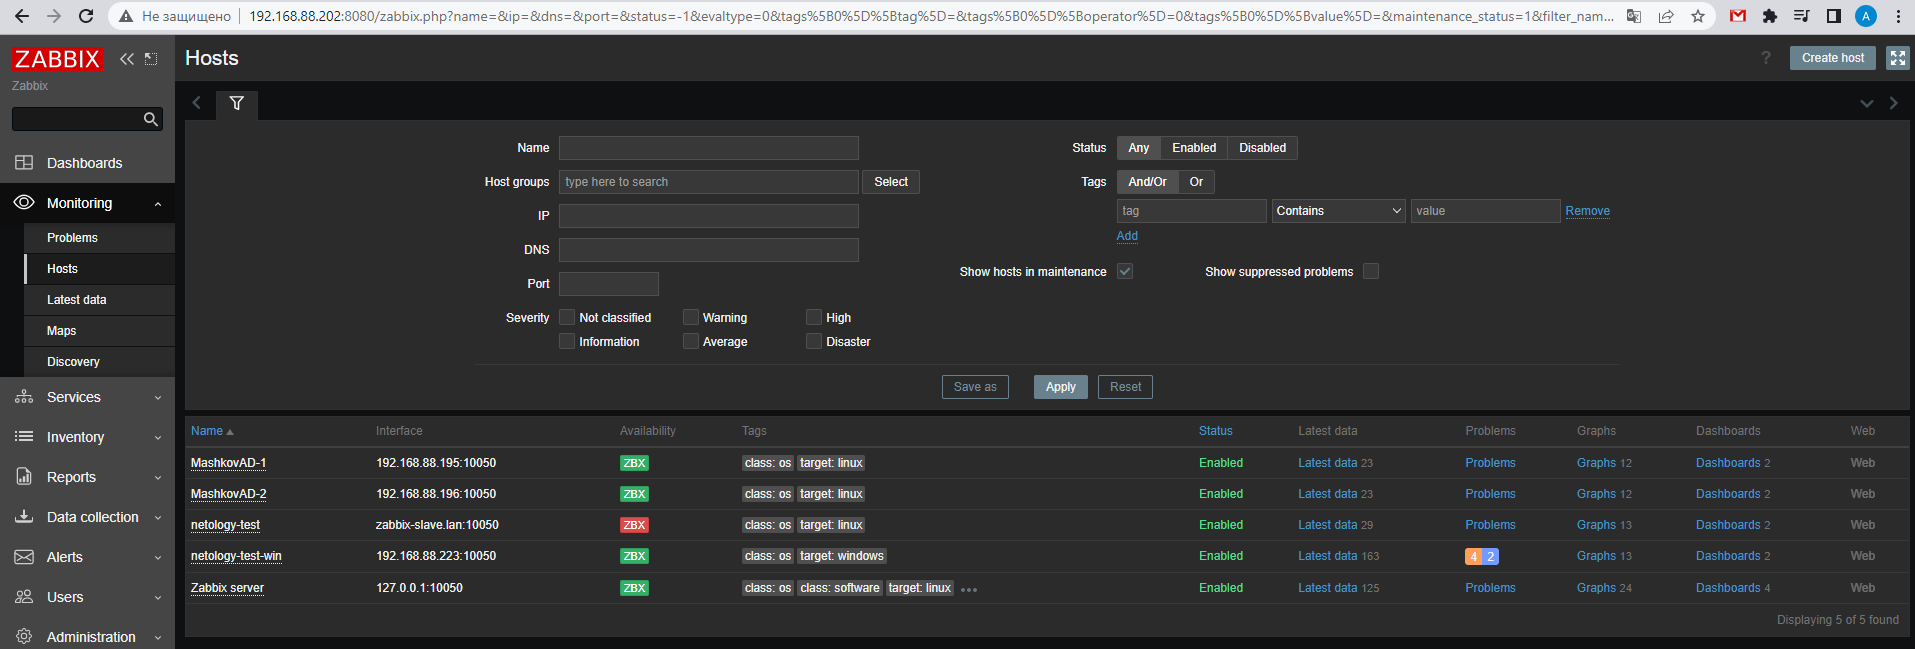 Не защищено 192.168.88.202:8080/zabbix.php?name=&ip=&dns=&port=&status=-1&evaltype=0&tags%5B0%5D%5Btag%5D=&tags%5B0%5D%5Boperator%5D=0&tags%5B0%5D%5Bvalue%5D=&maintenance_status=1&filter_nam... A
ZABBIX
Zabbix
Dashboards
Monitoring
Problems
Hosts
Latest data
Maps
Discovery
Services
Inventory
Reports
Data collection
Alerts
Users
Administration
Hosts ? Create host
Name
Host groups type here to search Select
IP
DNS
Port
Severity Not classified Warning High
Information Average Disaster
Status Any Enabled Disabled
Tags And/Or Or
tag Contains value Remove
Add
Show hosts in maintenance Show suppressed problems
Save as Apply Reset
Name Interface Availability Tags Status Latest data Problems Graphs Dashboards Web
MashkovAD-1 192.168.88.195:10050 ZBX class: os target: linux Enabled Latest data 23 Problems Graphs 12 Dashboards 2 Web
MashkovAD-2 192.168.88.196:10050 ZBX class: os target: linux Enabled Latest data 23 Problems Graphs 12 Dashboards 2 Web
netology-test zabbix-slave.lan:10050 ZBX class: os target: linux Enabled Latest data 29 Problems Graphs 13 Dashboards 2 Web
netology-test-win 192.168.88.223:10050 ZBX class: os target: windows Enabled Latest data 163 4 2 Graphs 13 Dashboards 2 Web
Zabbix server 127.0.0.1:10050 ZBX class: os class: software target: linux ••• Enabled Latest data 125 Problems Graphs 24 Dashboards 4 Web
Displaying 5 of 5 found